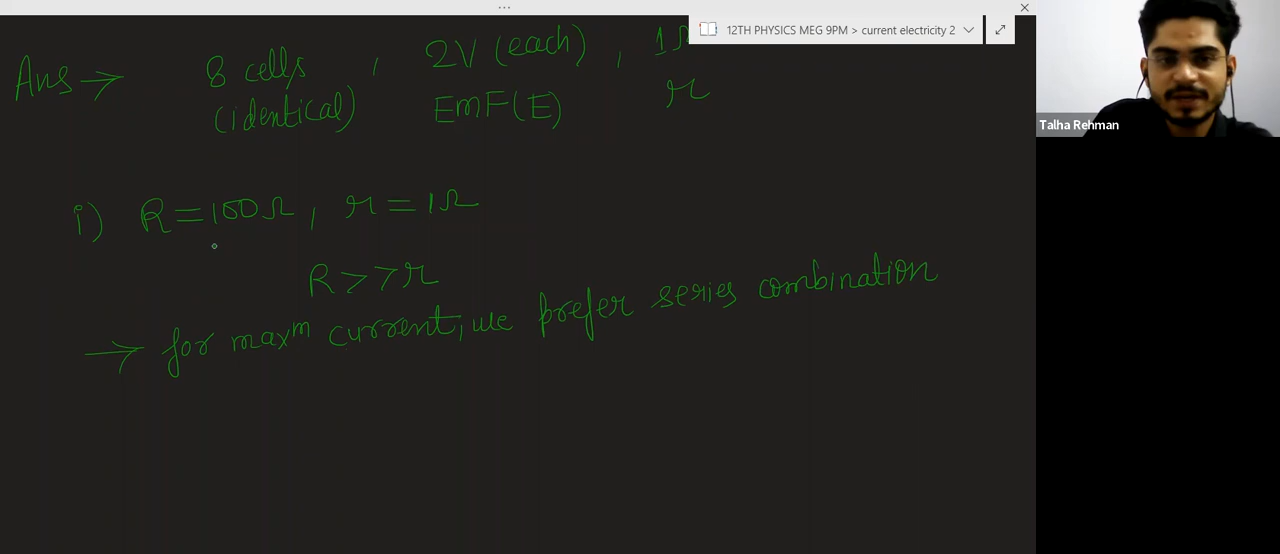 12TH PHYSICS MEG 9PM > current electricity 2
Ans → 8 cells , 2V (each) , 1Ω
(identical) EmF(E) r
i) R = 100Ω, r = 1Ω
R >> r
→ for maxᵐ current, we prefer series combination
Talha Rehman